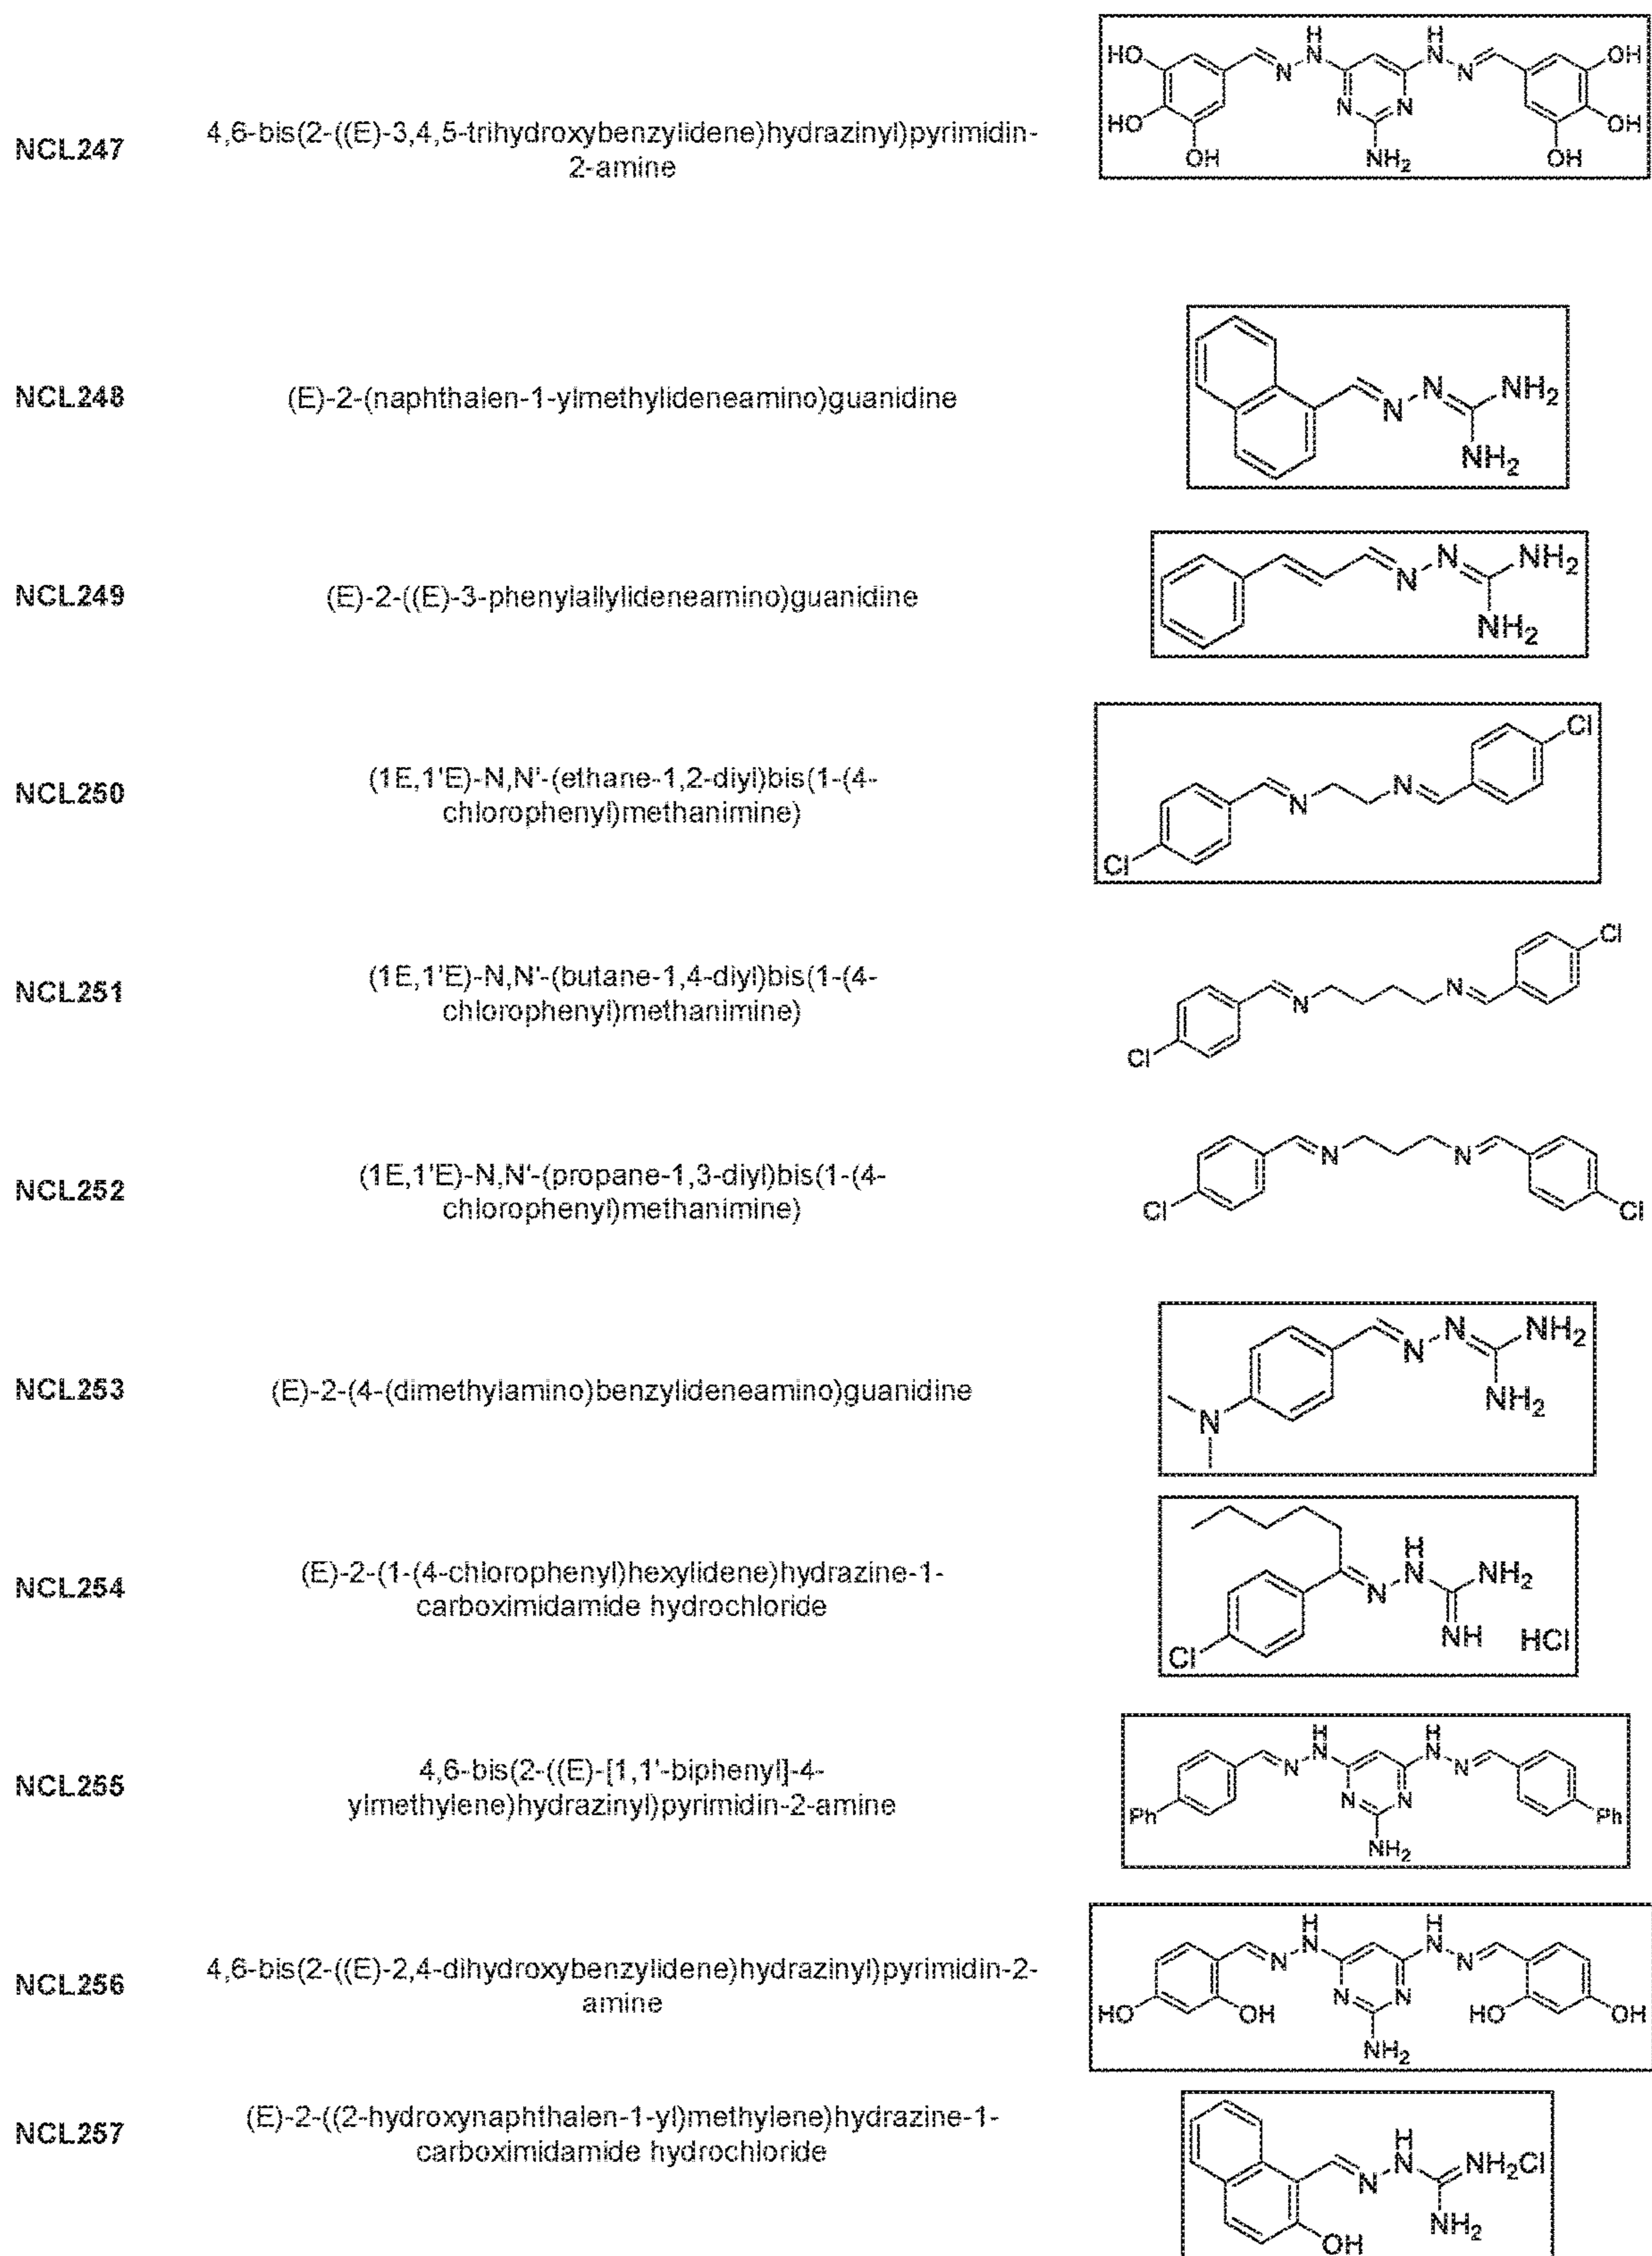 NCL247
4,6-bis(2-((E)-3,4,5-trihydroxybenzylidene)hydrazinyl)pyrimidin-
2-amine
HO HO OH N H N N N NH2 H N N OH OH OH
NCL248
(E)-2-(naphthalen-1-ylmethylideneamino)guanidine
N N NH2 NH2
NCL249
(E)-2-((E)-3-phenylallylideneamino)guanidine
N N NH2 NH2
NCL250
(1E,1'E)-N,N'-(ethane-1,2-diyl)bis(1-(4-
chlorophenyl)methanimine)
Cl N N Cl
NCL251
(1E,1'E)-N,N'-(butane-1,4-diyl)bis(1-(4-
chlorophenyl)methanimine)
Cl N N Cl
NCL252
(1E,1'E)-N,N'-(propane-1,3-diyl)bis(1-(4-
chlorophenyl)methanimine)
Cl N N Cl
NCL253
(E)-2-(4-(dimethylamino)benzylideneamino)guanidine
N N N NH2 NH2
NCL254
(E)-2-(1-(4-chlorophenyl)hexylidene)hydrazine-1-
carboximidamide hydrochloride
Cl N H N NH2 NH HCl
NCL255
4,6-bis(2-((E)-[1,1'-biphenyl]-4-
ylmethylene)hydrazinyl)pyrimidin-2-amine
Ph N H N N N NH2 H N N Ph
NCL256
4,6-bis(2-((E)-2,4-dihydroxybenzylidene)hydrazinyl)pyrimidin-2-
amine
HO OH N H N N N NH2 H N N HO OH
NCL257
(E)-2-((2-hydroxynaphthalen-1-yl)methylene)hydrazine-1-
carboximidamide hydrochloride
OH N H N NH2Cl NH2